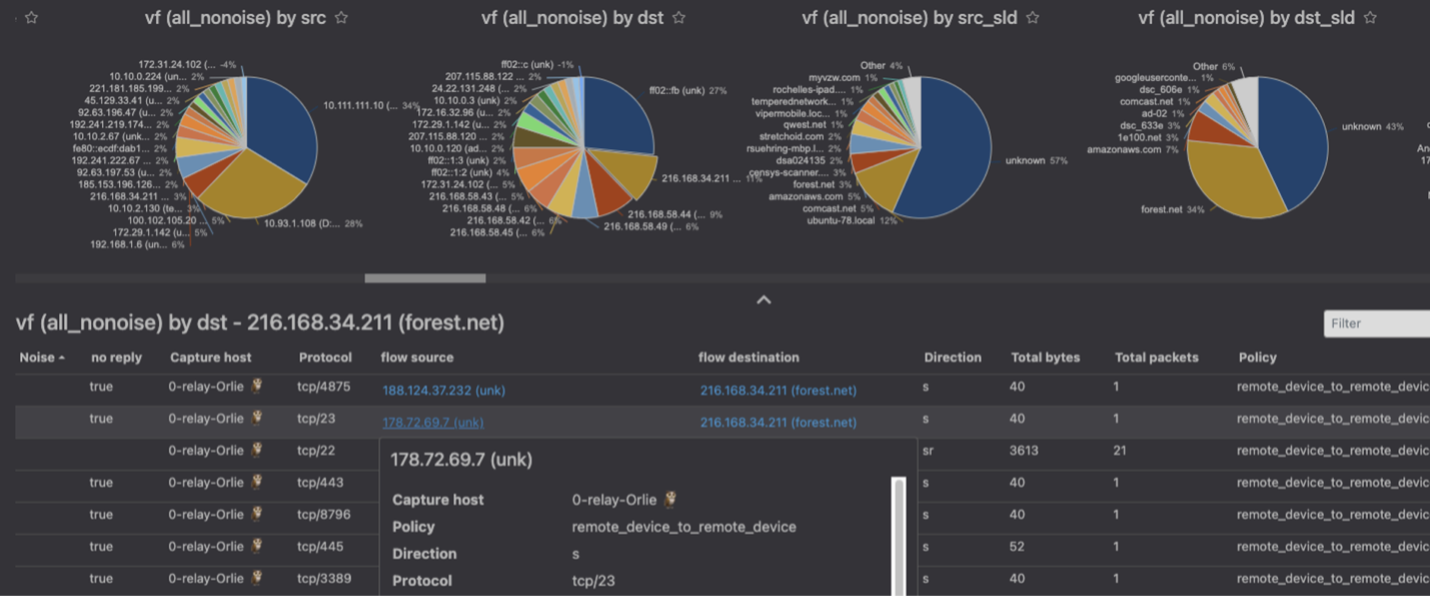 vf (all_nonoise) by src ☆
vf (all_nonoise) by dst ☆
vf (all_nonoise) by src_sld ☆
vf (all_nonoise) by dst_sld ☆
172.31.24.102 (... -4%
10.10.0.224 (un... 2%
221.181.185.199... 2%
45.129.33.41 (u... 2%
92.63.196.47 (u... 2%
192.241.219.174... 2%
10.10.2.67 (unk... 2%
fe80::ecdf:dab1... 2%
192.241.222.67 ... 2%
92.63.197.53 (u... 2%
185.153.196.126... 2%
216.168.34.211 ... 3%
10.10.2.130 (te... 3%
100.102.105.20 ... 5%
172.29.1.142 (u... 5%
192.168.1.6 (un... 6%
10.111.111.10 (... 34%
10.93.1.108 (D:... 28%
ff02::c (unk) -1%
207.115.88.122 ... 2%
24.22.131.248 (... 2%
10.10.0.3 (unk) 2%
172.16.32.96 (u... 2%
172.29.1.142 (u... 2%
207.115.88.120 ... 2%
10.10.0.120 (ad... 2%
ff02::1:3 (unk) 2%
ff02::1:2 (unk) 4%
172.31.24.102 (... 5%
216.168.58.43 (... 5%
216.168.58.48 (... 6%
216.168.58.42 (... 6%
216.168.58.45 (... 6%
ff02::fb (unk) 27%
216.168.34.211 ... 11%
216.168.58.44 (... 9%
216.168.58.49 (... 6%
Other 4%
myvzw.com 1%
rochelles-ipad.... 1%
temperednetwork... 1%
vipermobile.loc... 1%
qwest.net 1%
stretchoid.com 2%
rsuehring-mbp.l... 2%
dsa024135 2%
censys-scanner.... 3%
forest.net 3%
amazonaws.com 5%
comcast.net 5%
ubuntu-78.local 12%
unknown 57%
Other 6%
googleuserconte... 1%
dsc_606e 1%
comcast.net 1%
ad-02 1%
dsc_633e 3%
1e100.net 3%
amazonaws.com 7%
forest.net 34%
unknown 43%
vf (all_nonoise) by dst - 216.168.34.211 (forest.net)
Filter
Noise no reply Capture host Protocol flow source flow destination Direction Total bytes Total packets Policy
true 0-relay-Orlie tcp/4875 188.124.37.232 (unk) 216.168.34.211 (forest.net) s 40 1 remote_device_to_remote_devic
true 0-relay-Orlie tcp/23 178.72.69.7 (unk) 216.168.34.211 (forest.net) s 40 1 remote_device_to_remote_devic
0-relay-Orlie tcp/22 sr 3613 21 remote_device_to_remote_devic
true 0-relay-Orlie tcp/443 s 40 1 remote_device_to_remote_devic
true 0-relay-Orlie tcp/8796 s 40 1 remote_device_to_remote_devic
true 0-relay-Orlie tcp/445 s 52 1 remote_device_to_remote_devic
true 0-relay-Orlie tcp/3389 s 40 1 remote_device_to_remote_devic
178.72.69.7 (unk)
Capture host 0-relay-Orlie
Policy remote_device_to_remote_device
Direction s
Protocol tcp/23